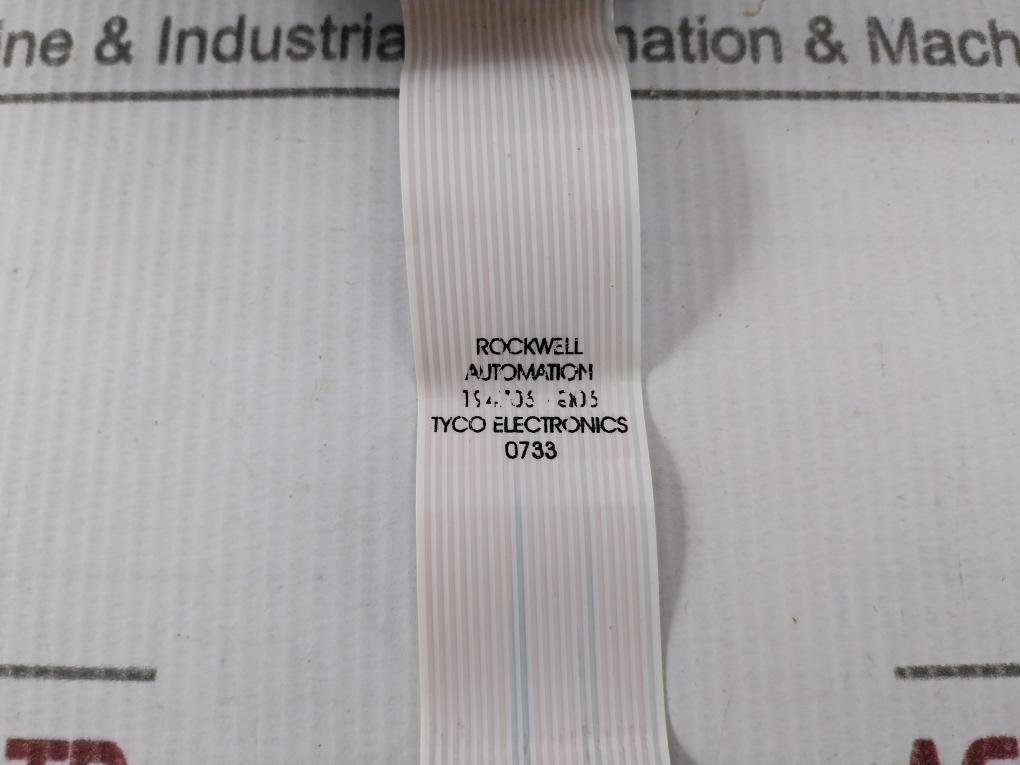 ine & Industria mation & Mach
ROCKWELL
AUTOMATION
TYCO ELECTRONICS
0733